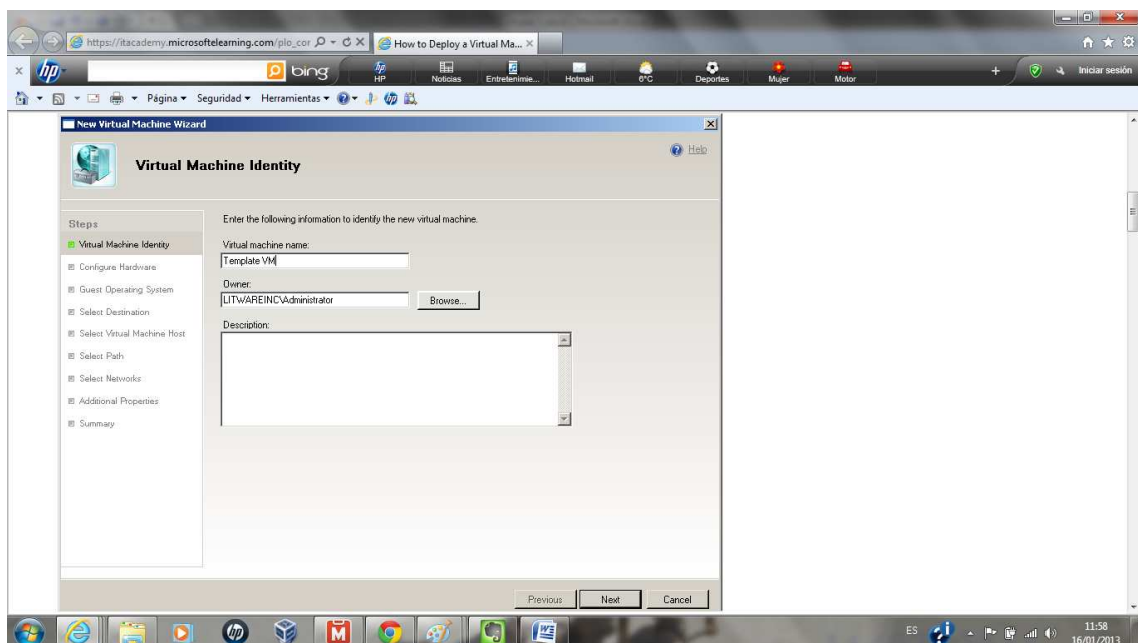 https://itacademy.microsoftelearning.com/plo_cor
How to Deploy a Virtual Ma...
hp
bing
HP
Noticias
Entretenimie...
Hotmail
6°C
Deportes
Mujer
Motor
Iniciar sesión
Página Seguridad Herramientas
New Virtual Machine Wizard
Virtual Machine Identity
Help
Steps
Virtual Machine Identity
Configure Hardware
Guest Operating System
Select Destination
Select Virtual Machine Host
Select Path
Select Networks
Additional Properties
Summary
Enter the following information to identify the new virtual machine.
Virtual machine name:
Template VM
Owner:
LITWAREINC\Administrator
Browse...
Description:
Previous Next Cancel
ES
11:58
16/01/2013